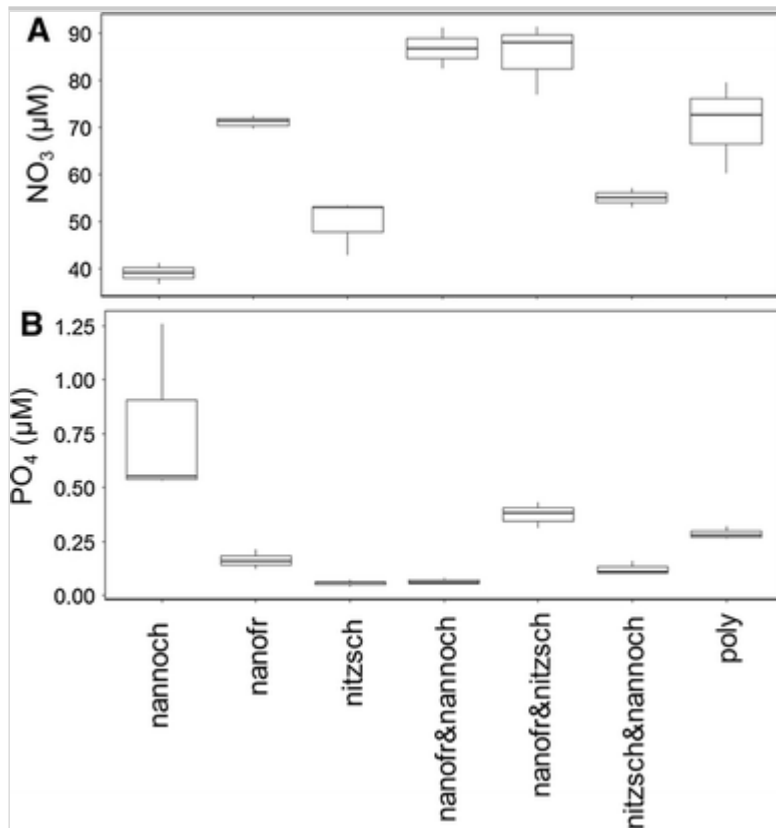 A
NO₃ (µM)
90
80
70
60
50
40
B
PO₄ (µM)
1.25
1.00
0.75
0.50
0.25
0.00
nannoch
nanofr
nitzsch
nanofr&nannoch
nanofr&nitzsch
nitzsch&nannoch
poly